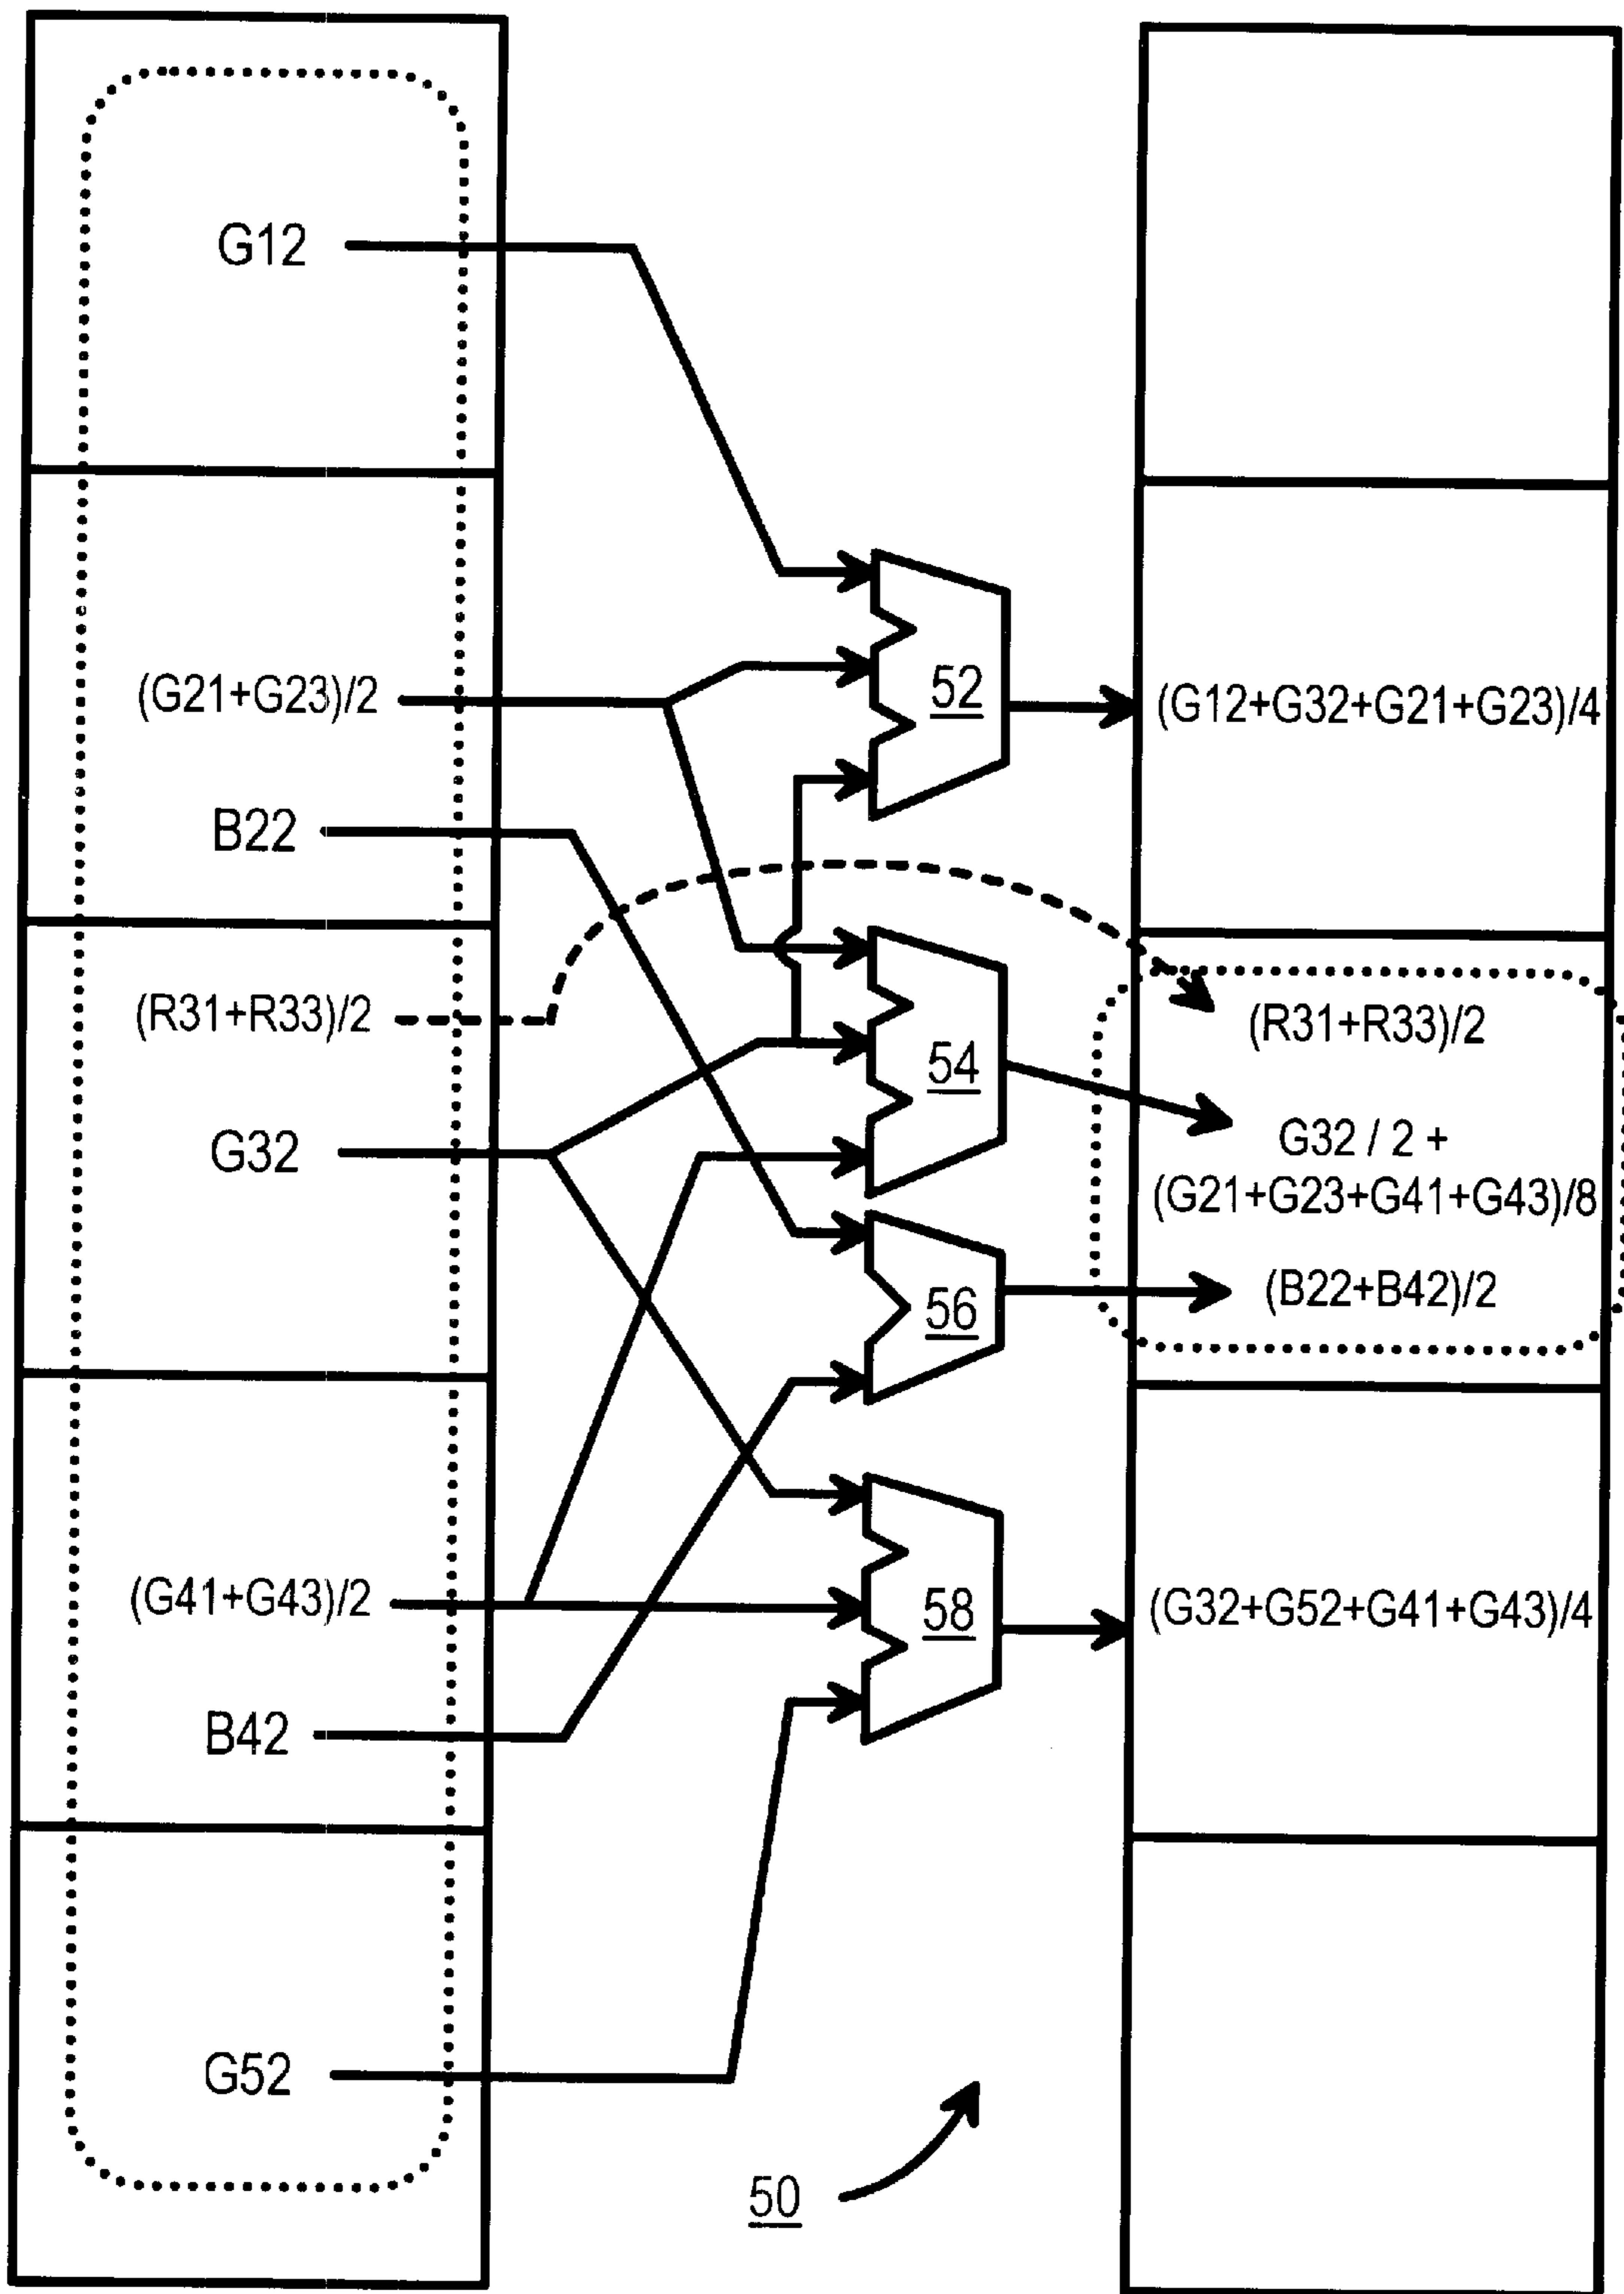 G12
(G21+G23)/2
B22
(R31+R33)/2
G32
(G41+G43)/2
B42
G52
52
54
56
58
50
(G12+G32+G21+G23)/4
(R31+R33)/2
G32 / 2 +
(G21+G23+G41+G43)/8
(B22+B42)/2
(G32+G52+G41+G43)/4